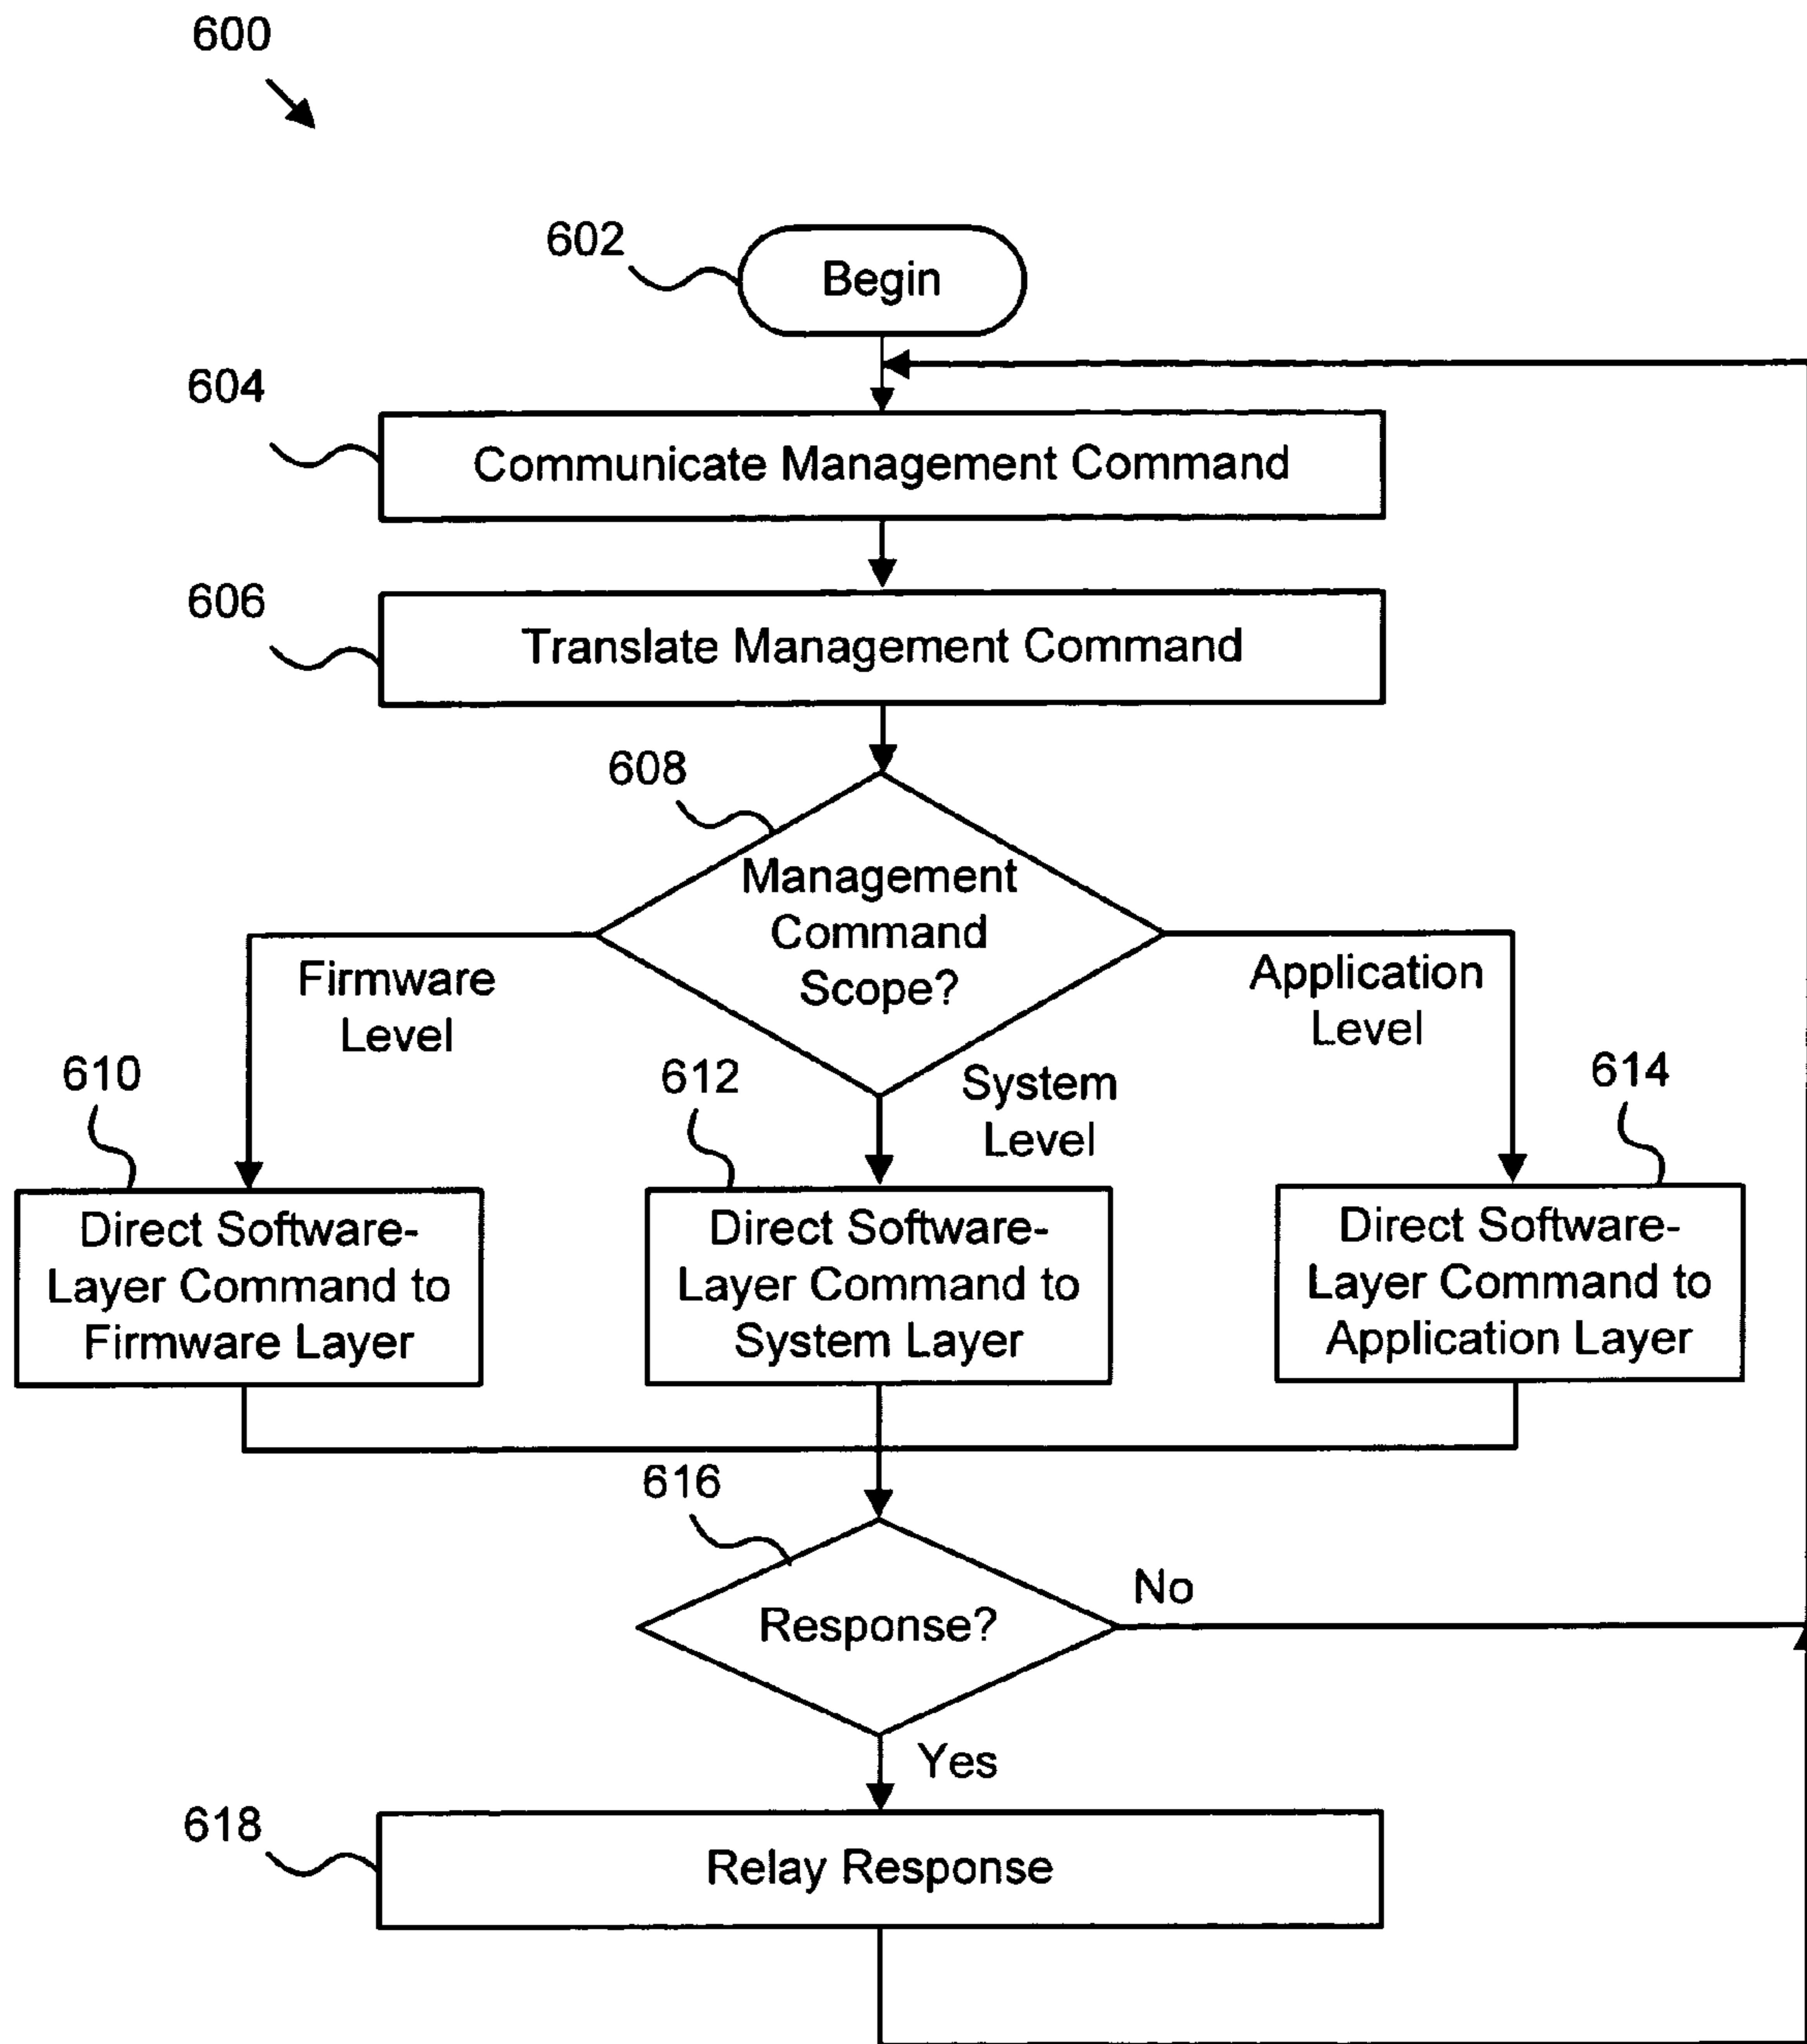 600
602
Begin
604
Communicate Management Command
606
Translate Management Command
608
Management
Command
Scope?
Firmware
Level
Application
Level
System
Level
610
612
614
Direct Software-
Layer Command to
Firmware Layer
Direct Software-
Layer Command to
System Layer
Direct Software-
Layer Command to
Application Layer
616
Response?
No
Yes
618
Relay Response